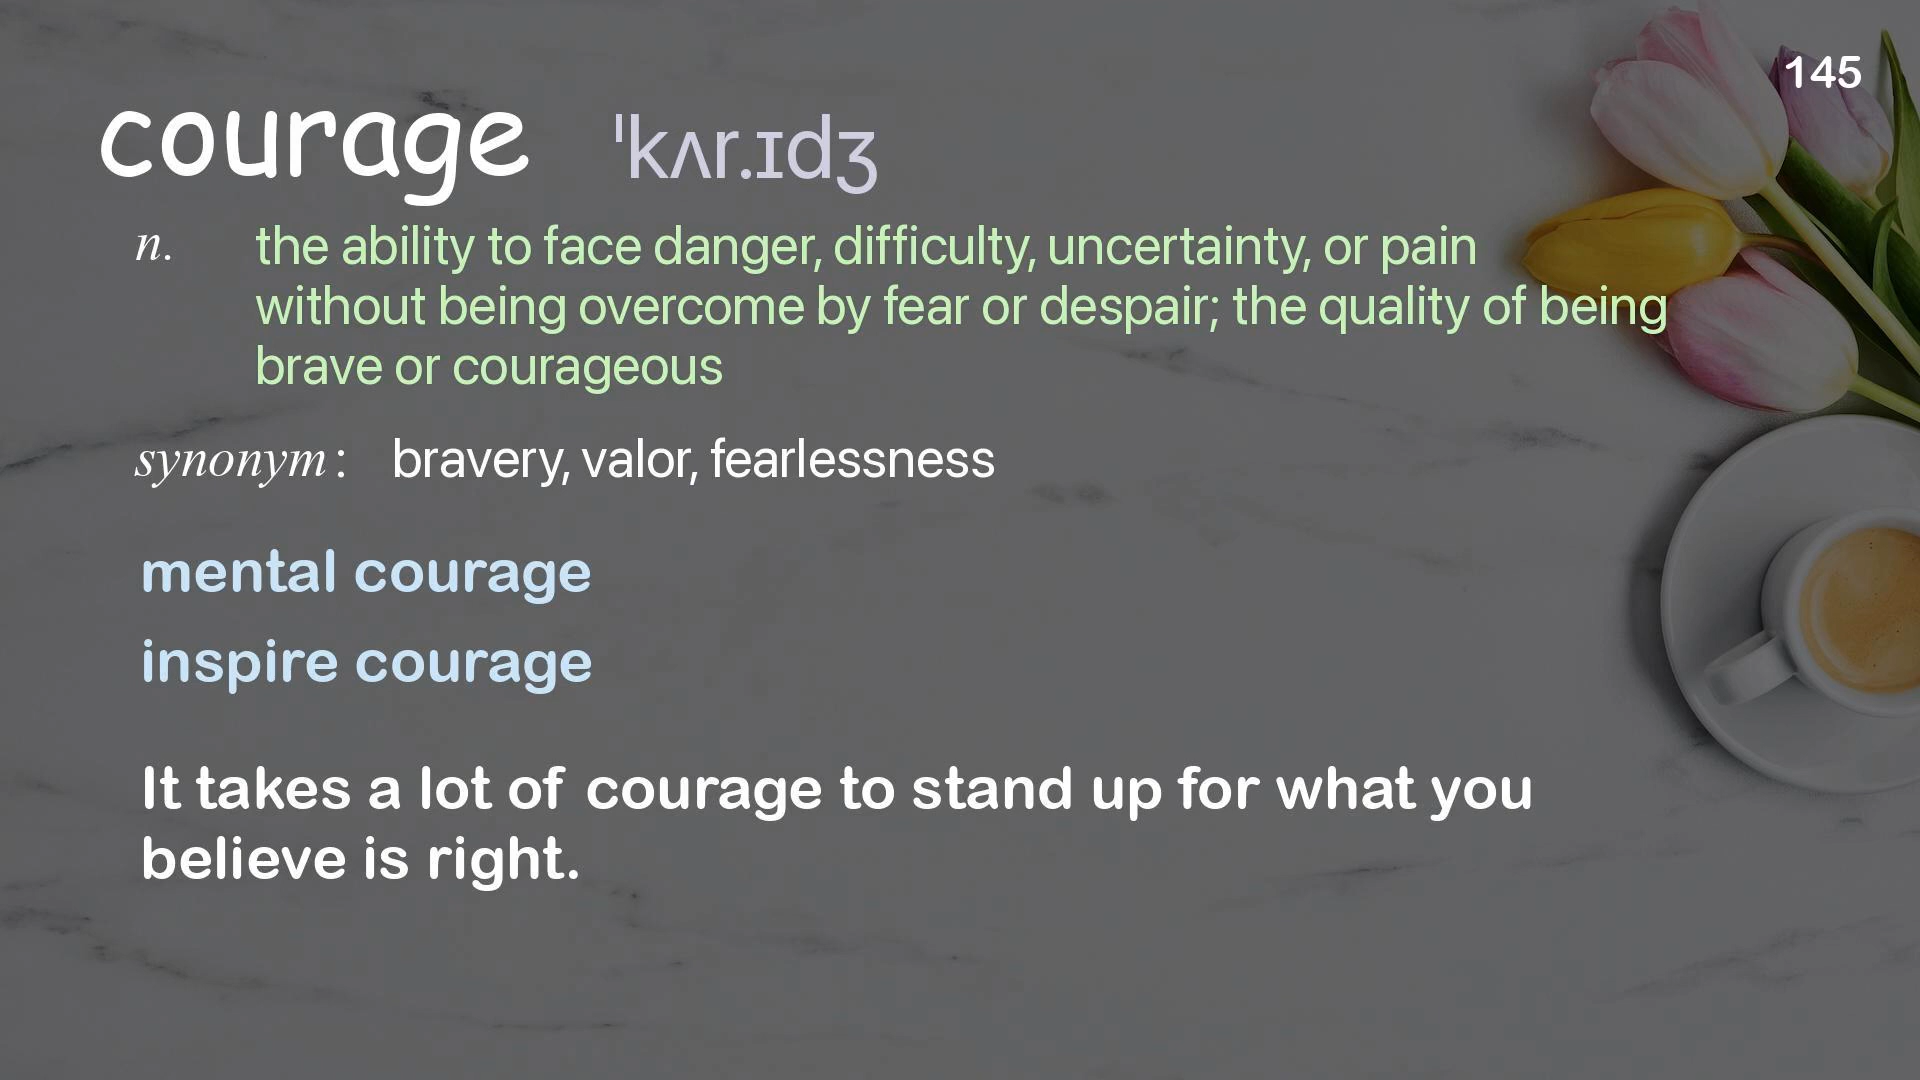 145
courage ˈkʌr.ɪdʒ
n. the ability to face danger, difficulty, uncertainty, or pain
without being overcome by fear or despair; the quality of being
brave or courageous
synonym: bravery, valor, fearlessness
mental courage
inspire courage
It takes a lot of courage to stand up for what you
believe is right.